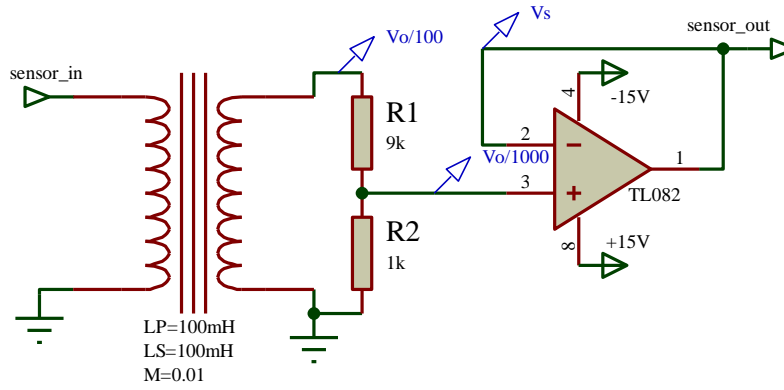 sensor_in
Vo/100
Vs
sensor_out
R1
9k
4
-15V
2
Vo/1000
3
1
TL082
R2
1k
8
+15V
LP=100mH
LS=100mH
M=0.01